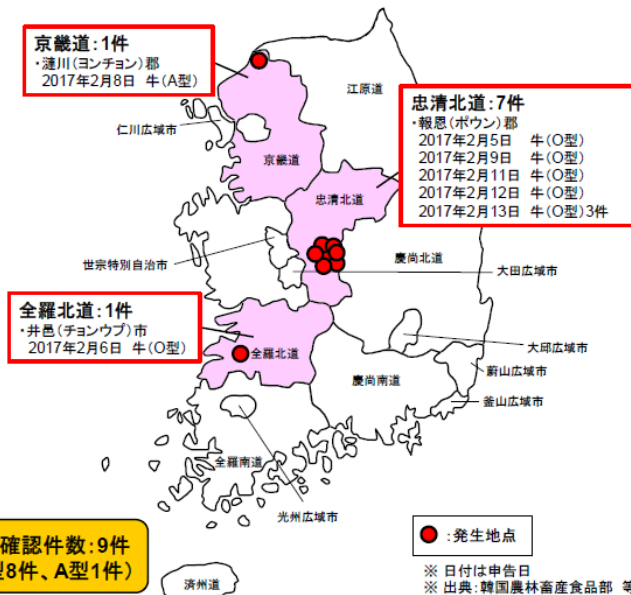 京畿道：1件
・漣川（ヨンチョン）郡
2017年2月8日 牛（A型）
江原道
忠清北道：7件
・報恩（ボウン）郡
2017年2月5日 牛（O型）
2017年2月9日 牛（O型）
2017年2月11日 牛（O型）
2017年2月12日 牛（O型）
2017年2月13日 牛（O型）3件
仁川広域市
京畿道
忠清北道
世宗特別自治市
慶尚北道
大田広域市
全羅北道：1件
・井邑（チョンウプ）市
2017年2月6日 牛（O型）
全羅北道
大邱広域市
慶尚南道
蔚山広域市
釜山広域市
全羅南道
光州広域市
確認件数：9件
型8件、A型1件）
：発生地点
済州道
※ 日付は申告日
※ 出典：韓国農林畜産食品部 等